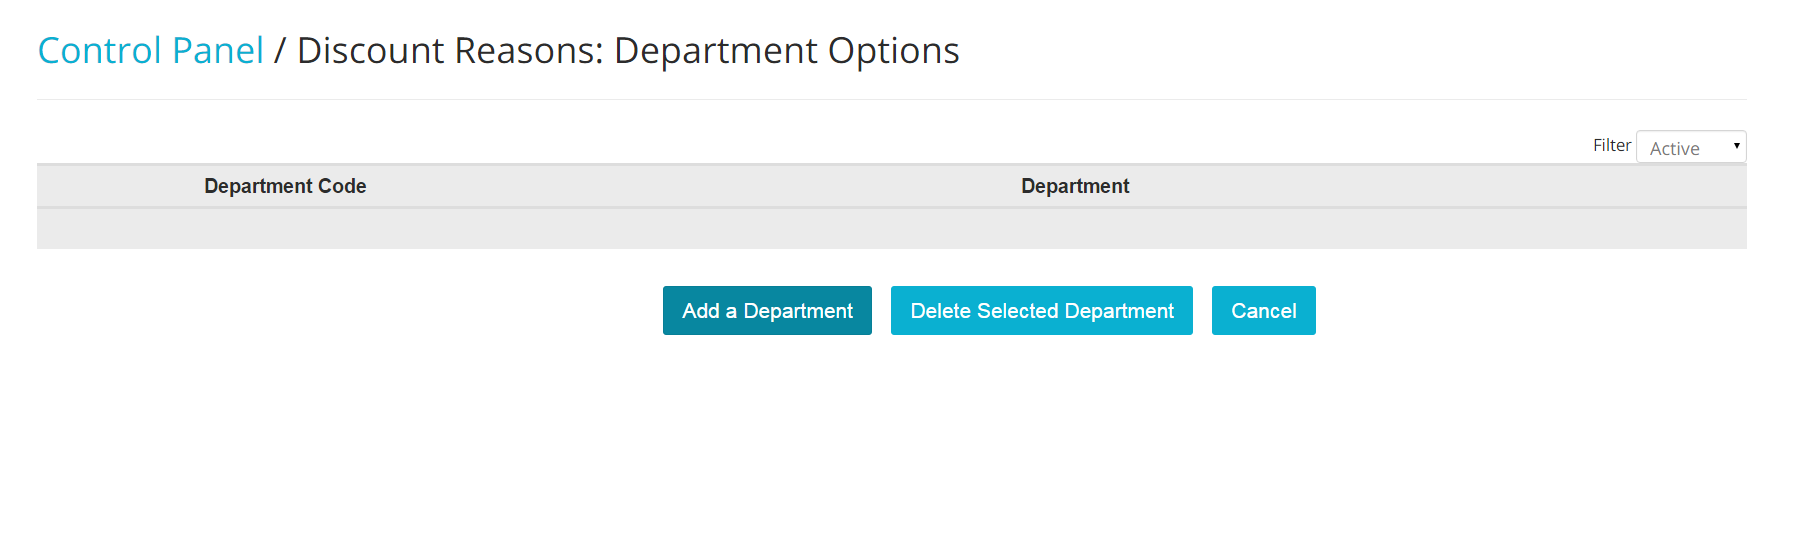 Control Panel / Discount Reasons: Department Options
Filter Active
Department Code Department
Add a Department Delete Selected Department Cancel